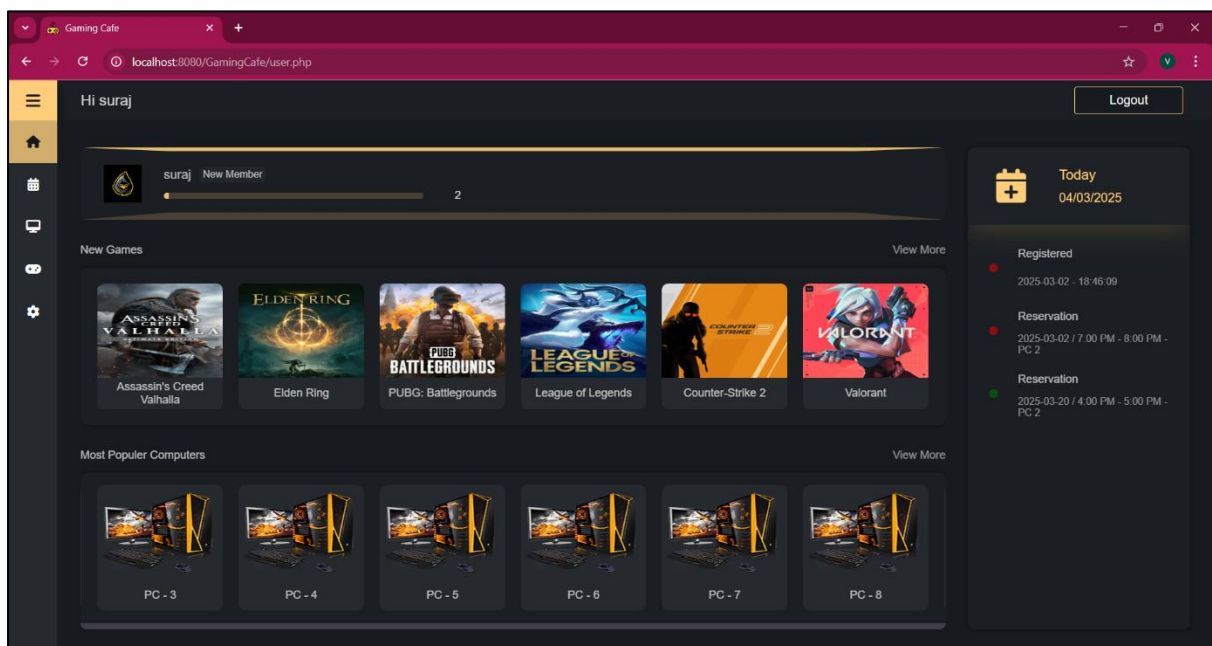 Gaming Cafe
localhost:8080/GamingCafe/user.php
V
Hi suraj
Logout
suraj New Member
2
Today
04/03/2025
New Games
View More
Registered
2025-03-02 - 18:46:09
Reservation
2025-03-02 / 7.00 PM - 8:00 PM -
PC 2
Reservation
2025-03-20 / 4:00 PM - 5:00 PM -
PC 2
ASSASSIN'S
CREED
VALHALLA
ULTIMATE EDITION
ELDEN RING
PUBG
BATTLEGROUNDS
LEAGUE OF
LEGENDS
COUNTER
STRIKE 2
VALORANT
Assassin's Creed
Valhalla
Elden Ring
PUBG: Battlegrounds
League of Legends
Counter-Strike 2
Valorant
Most Populer Computers
View More
PC - 3
PC - 4
PC - 5
PC - 6
PC - 7
PC - 8